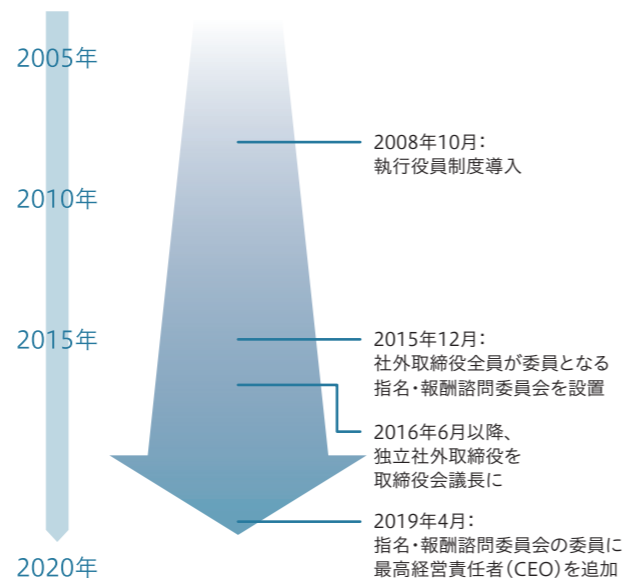 2005年
2008年10月：
執行役員制度導入
2010年
2015年
2015年12月：
社外取締役全員が委員となる
指名・報酬諮問委員会を設置
2016年6月以降、
独立社外取締役を
取締役会議長に
2019年4月：
指名・報酬諮問委員会の委員に
最高経営責任者（CEO）を追加
2020年